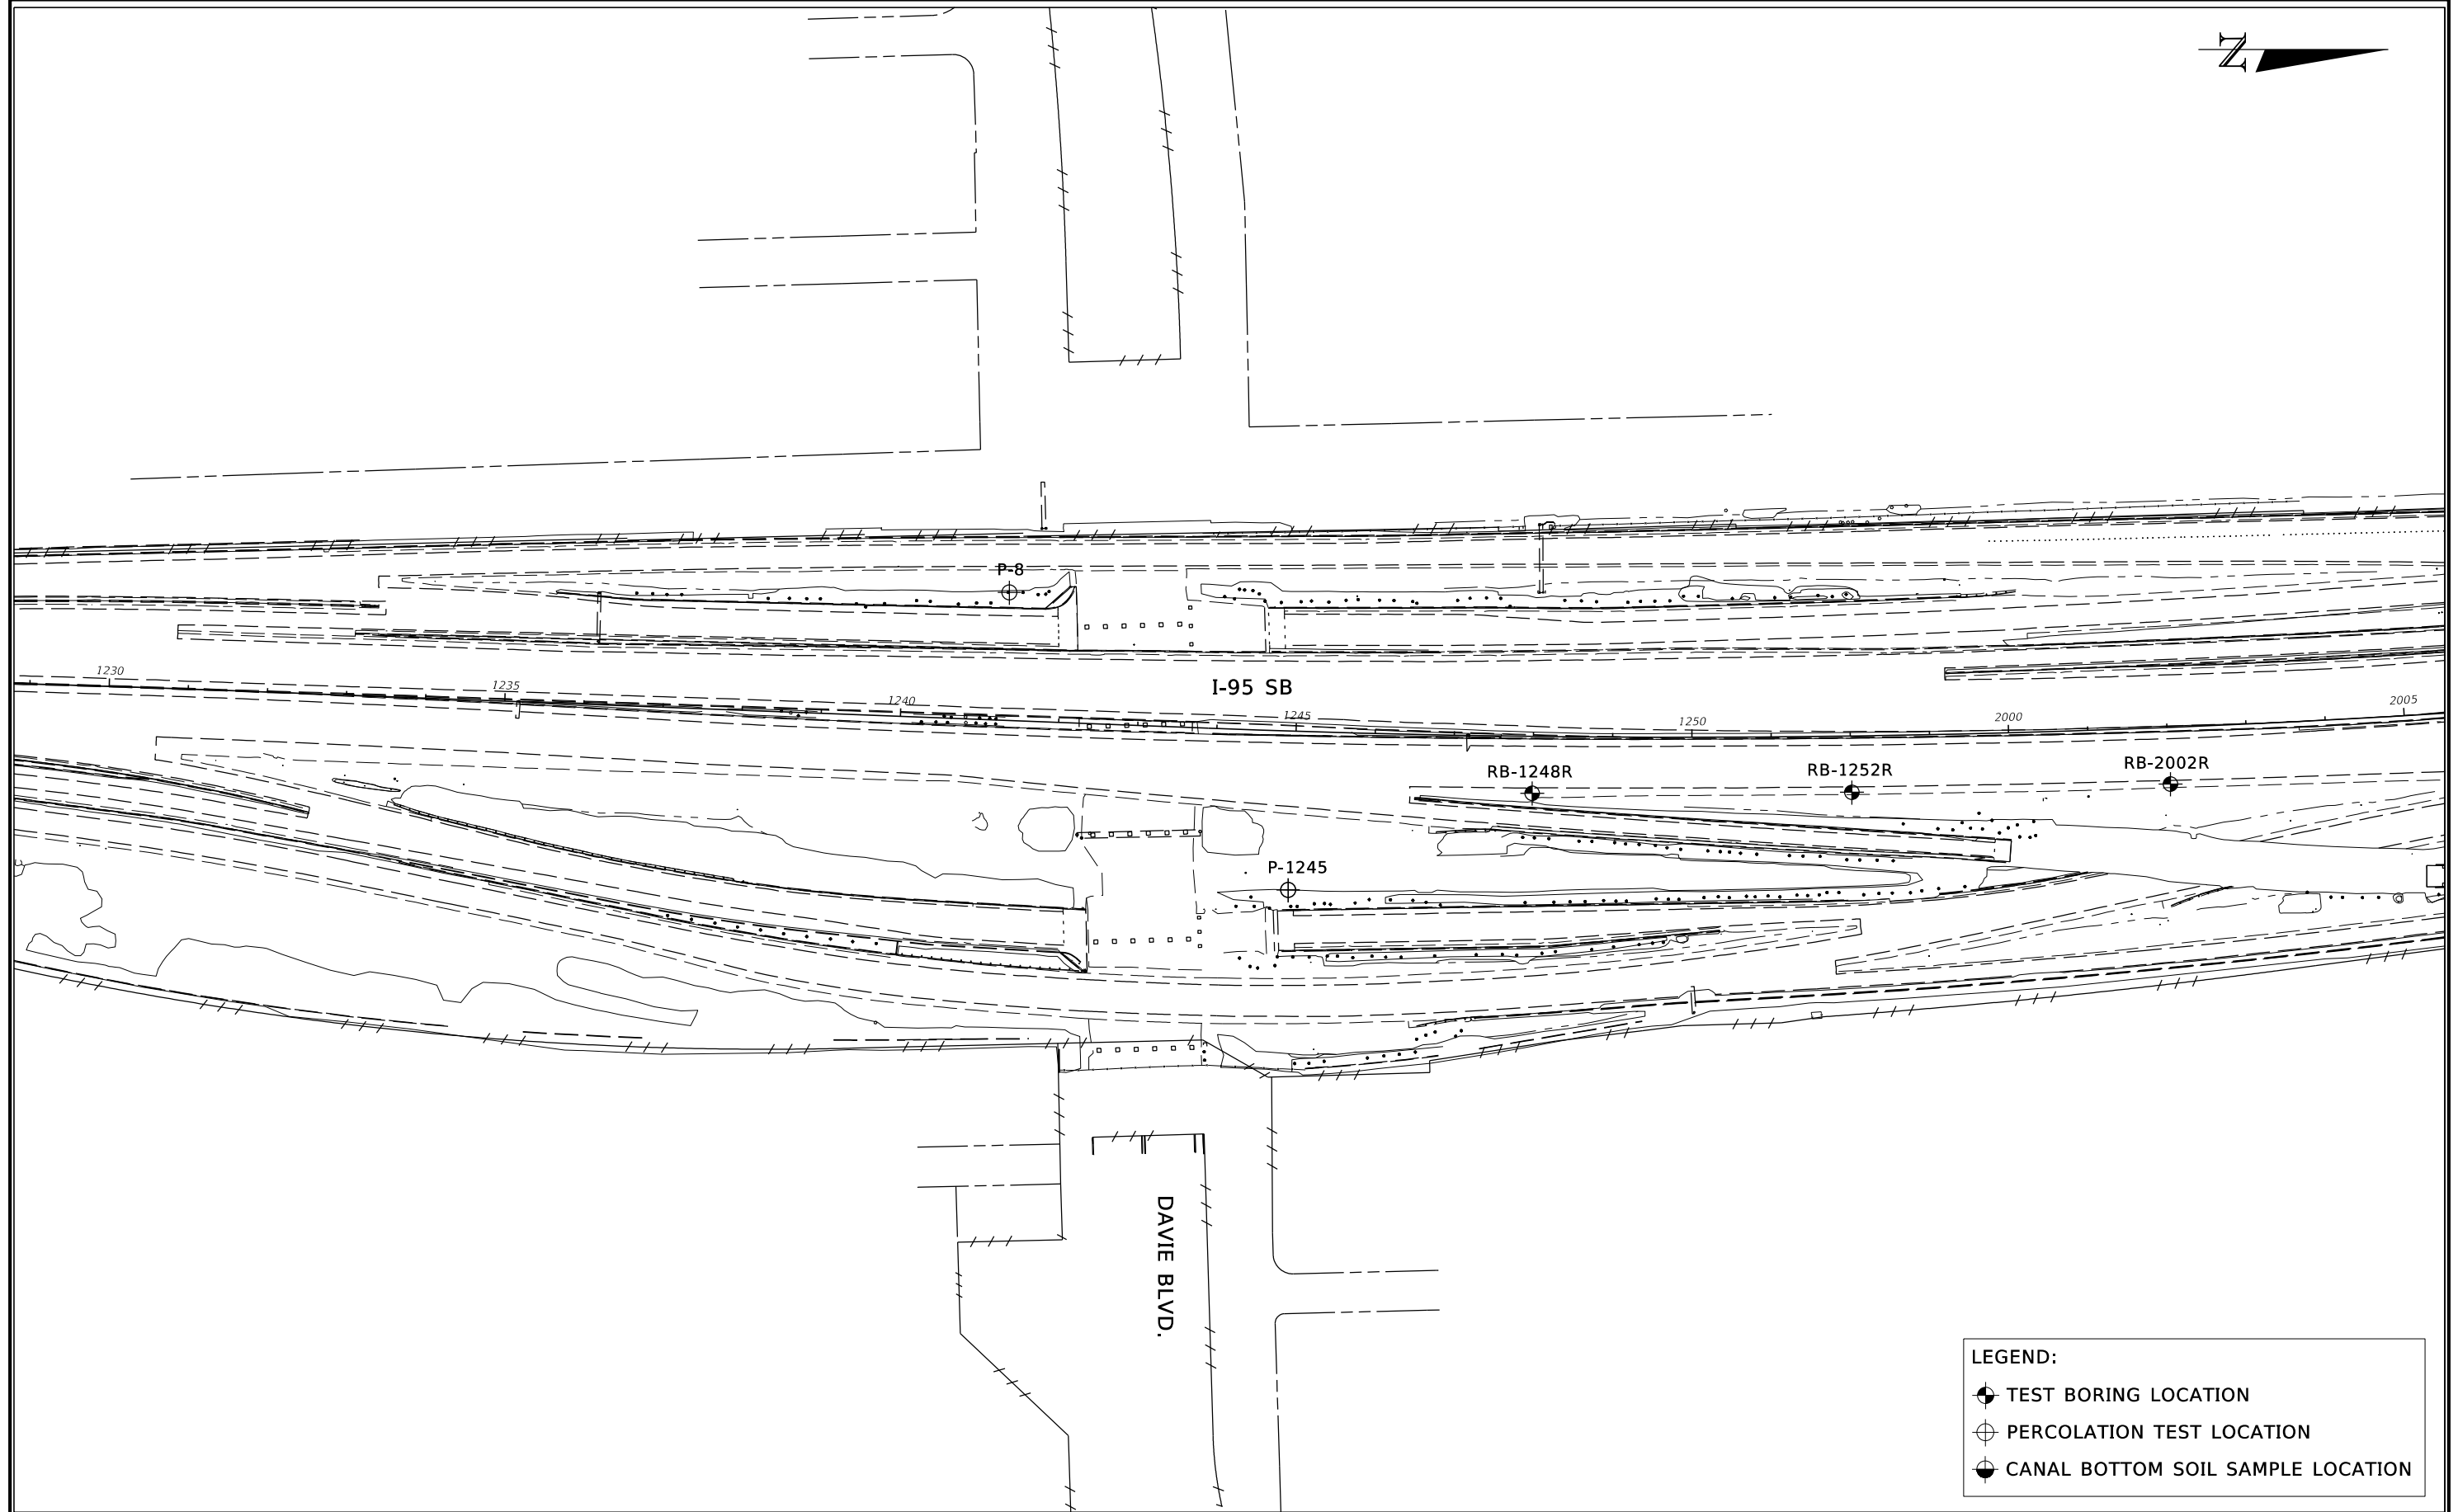 N
P-8
1230
1235
1240
I-95 SB
1245
1250
2000
2005
RB-1248R
RB-1252R
RB-2002R
P-1245
DAVIE BLVD.
LEGEND:
TEST BORING LOCATION
PERCOLATION TEST LOCATION
CANAL BOTTOM SOIL SAMPLE LOCATION